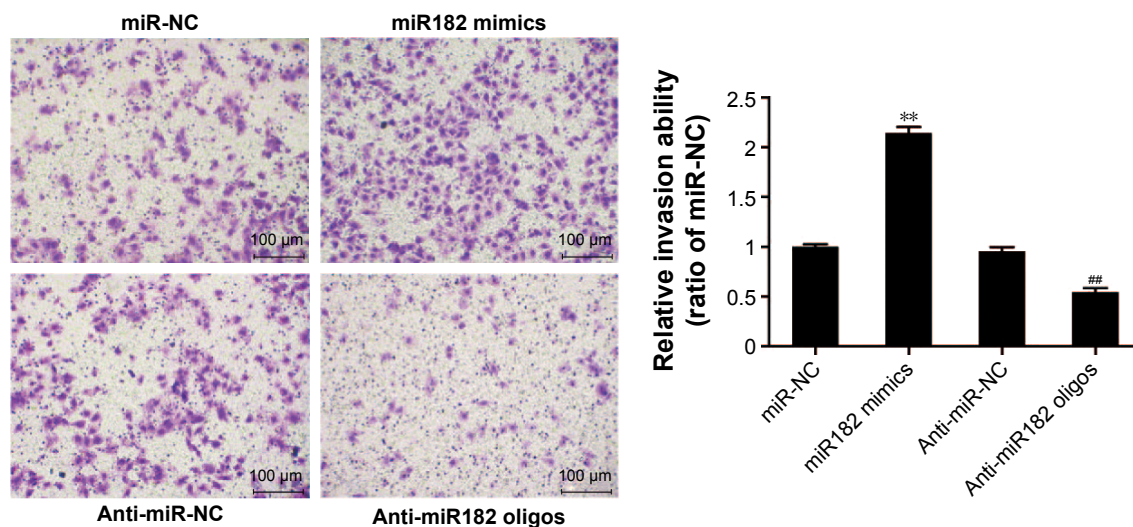 miR-NC
miR182 mimics
100 µm
100 µm
100 µm
100 µm
Anti-miR-NC
Anti-miR182 oligos
Relative invasion ability
(ratio of miR-NC)
2.5
2
1.5
1
0.5
0
**
##
miR-NC
miR182 mimics
Anti-miR-NC
Anti-miR182 oligos